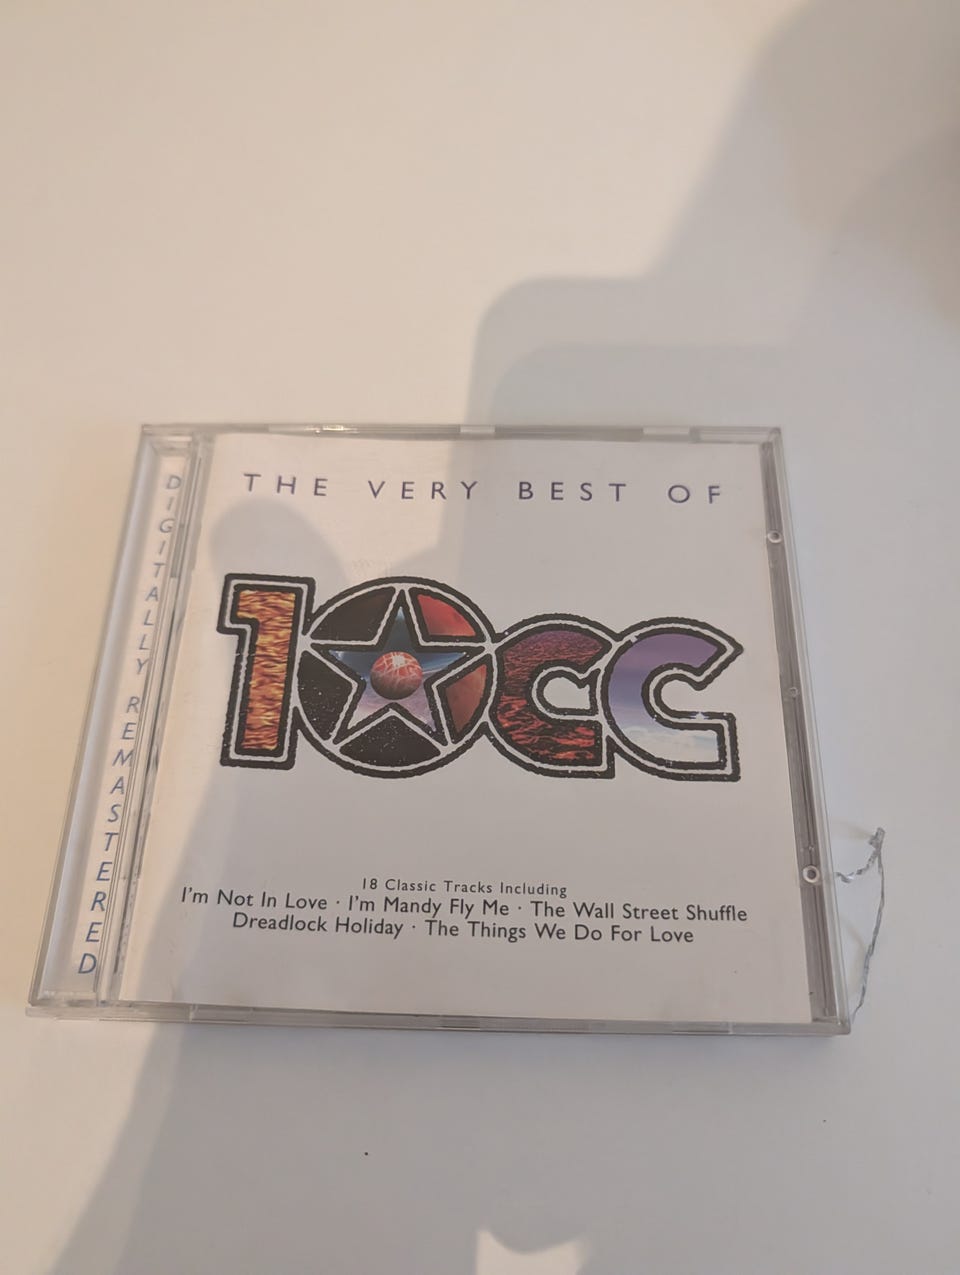 THE VERY BEST OF
10cc
18 Classic Tracks Including
I'm Not In Love · I'm Mandy Fly Me · The Wall Street Shuffle
Dreadlock Holiday · The Things We Do For Love
DIGITALLY REMASTERED